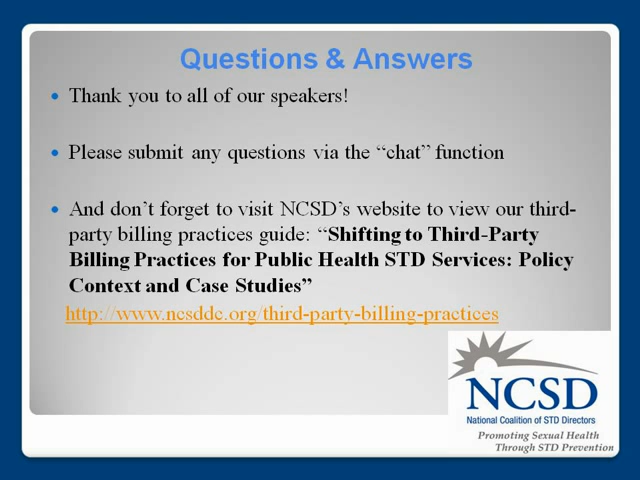 Questions & Answers
• Thank you to all of our speakers!
• Please submit any questions via the “chat” function
• And don’t forget to visit NCSD’s website to view our third-
party billing practices guide: “Shifting to Third-Party
Billing Practices for Public Health STD Services: Policy
Context and Case Studies”
http://www.ncsddc.org/third-party-billing-practices
NCSD
National Coalition of STD Directors
Promoting Sexual Health
Through STD Prevention